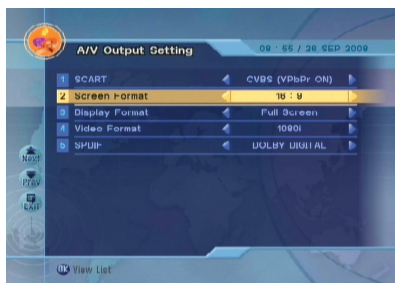 A/V Output Setting
09 : 55 / 26 SEP 2008
1 SCART CVBS (YPbPr ON)
2 Screen Format 16 : 9
3 Display Format Full Screen
4 Video Format 1080i
5 SPDIF DOLBY DIGITAL
Next
Prev
EXIT
OK View List